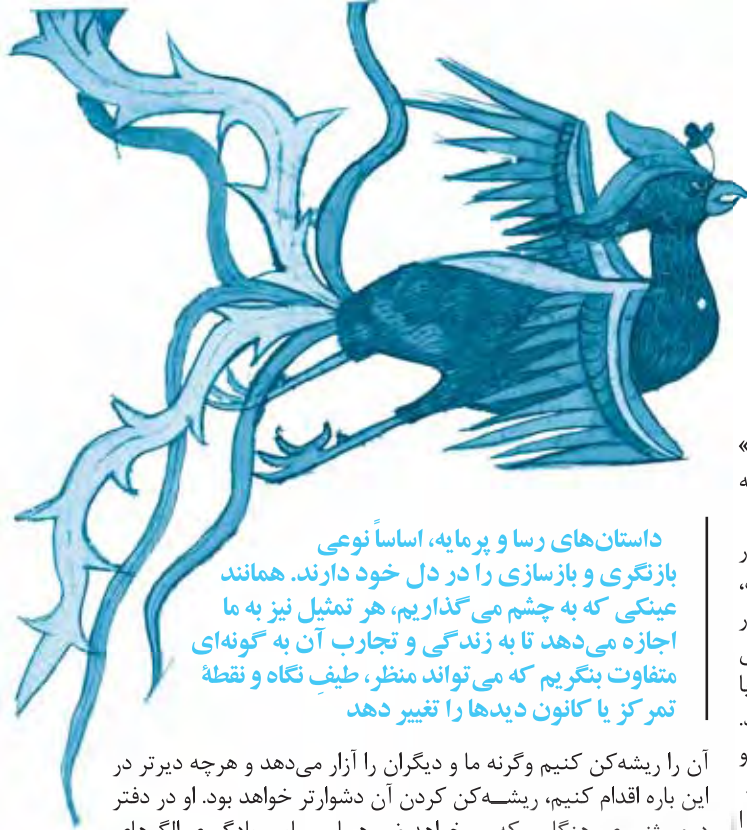 داستان‌های رسا و پرمایه، اساساً نوعی
بازنگری و بازسازی را در دل خود دارند. همانند
عینکی که به چشم می‌گذاریم، هر تمثیل نیز به ما
اجازه می‌دهد تا به زندگی و تجارب آن به گونه‌ای
متفاوت بنگریم که می‌تواند منظر، طیفِ نگاه و نقطهٔ
تمرکز یا کانون دیدها را تغییر دهد
آن را ریشه‌کن کنیم وگرنه ما و دیگران را آزار می‌دهد و هرچه دیرتر در
این باره اقدام کنیم، ریشه‌کن کردن آن دشوارتر خواهد بود. او در دفتر